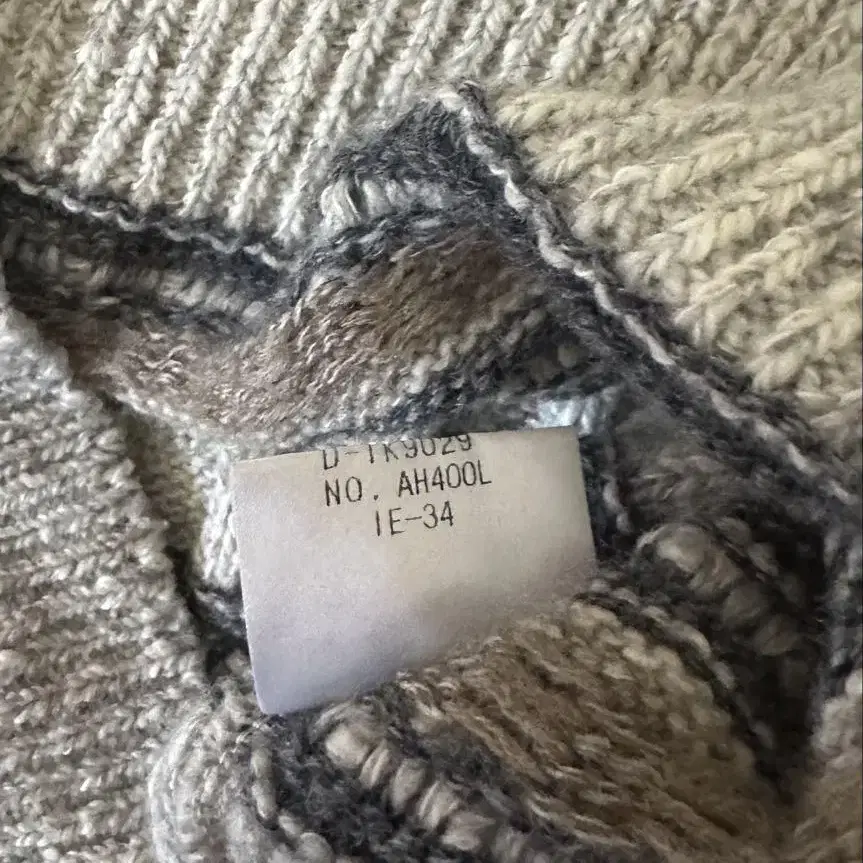 D-TK9029
NO. AH400L
IE-34